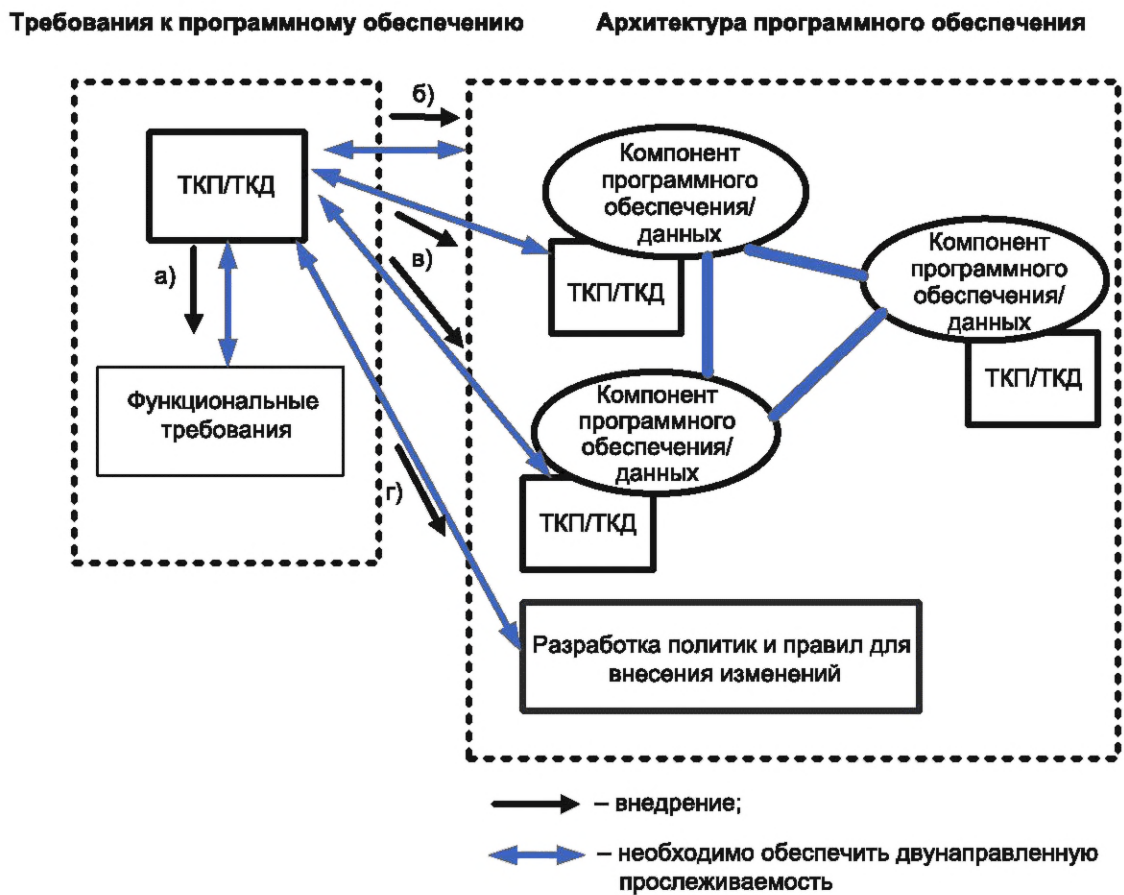 Требования к программному обеспечению
Архитектура программного обеспечения
б)
ТКП/ТКД
а)
в)
Функциональные
требования
г)
Компонент
программного
обеспечения/
данных
ТКП/ТКД
Компонент
программного
обеспечения/
данных
ТКП/ТКД
Компонент
программного
обеспечения/
данных
ТКП/ТКД
Разработка политик и правил для
внесения изменений
– внедрение;
– необходимо обеспечить двунаправленную
прослеживаемость